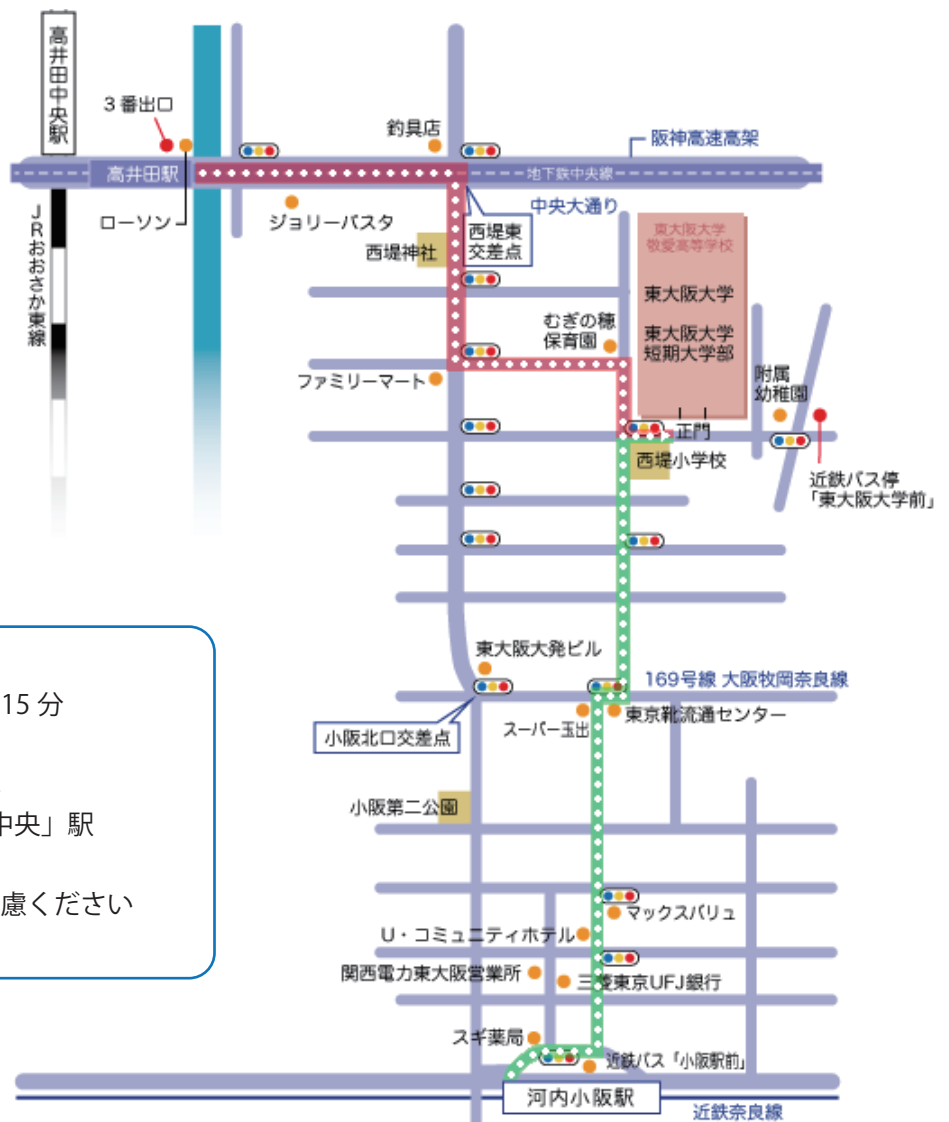 高井田中央駅
3番出口
釣具店
阪神高速高架
高井田駅
地下鉄中央線
中央大通り
ローソン
ジョリーパスタ
西堤東
交差点
西堤神社
JRおおさか東線
東大阪大学
敬愛高等学校
東大阪大学
東大阪大学
短期大学部
むぎの穂
保育園
ファミリーマート
附属
幼稚園
正門
西堤小学校
近鉄バス停
「東大阪大学前」
東大阪大発ビル
169号線 大阪牧岡奈良線
15 分
スーパー玉出
東京靴流通センター
小阪北口交差点
小阪第二公園
中央」駅
慮ください
マックスバリュ
U・コミュニティホテル
関西電力東大阪営業所
三菱東京UFJ銀行
スギ薬局
近鉄バス「小阪駅前」
河内小阪駅
近鉄奈良線